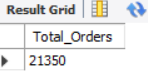 Result Grid
Total_Orders
21350